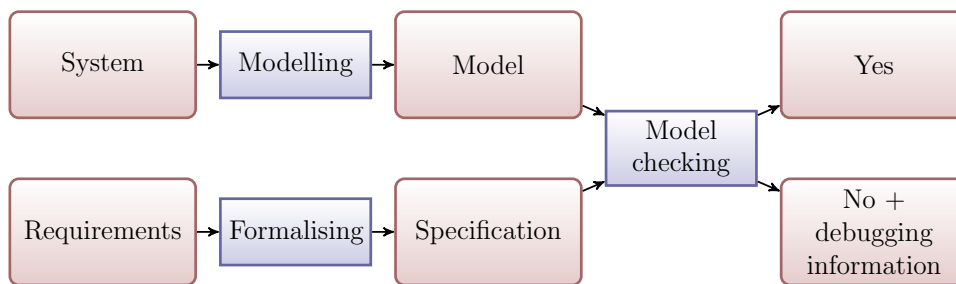 System
Modelling
Model
Yes
Model
checking
Requirements
Formalising
Specification
No +
debugging
information